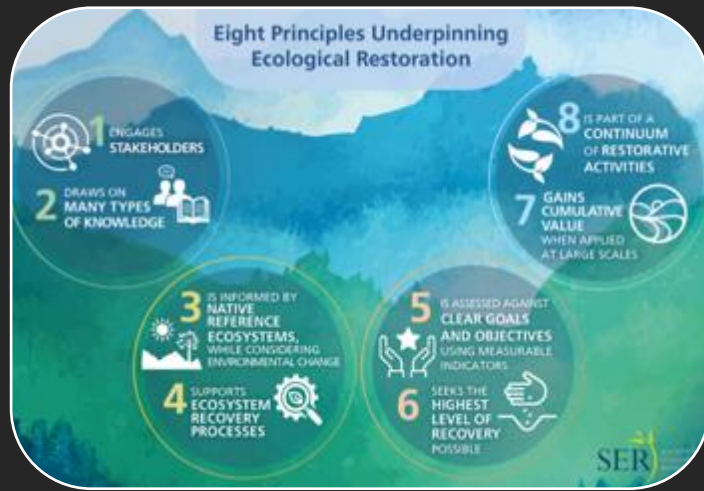 Eight Principles Underpinning
Ecological Restoration
1 ENGAGES
STAKEHOLDERS
2 DRAWS ON
MANY TYPES
OF KNOWLEDGE
3 IS INFORMED BY
NATIVE
REFERENCE
ECOSYSTEMS,
WHILE CONSIDERING
ENVIRONMENTAL CHANGE
4 SUPPORTS
ECOSYSTEM
RECOVERY
PROCESSES
5 IS ASSESSED AGAINST
CLEAR GOALS
AND OBJECTIVES
USING MEASURABLE
INDICATORS
6 SEEKS THE
HIGHEST
LEVEL OF
RECOVERY
POSSIBLE
7 GAINS
CUMULATIVE
VALUE
WHEN APPLIED
AT LARGE SCALES
8 IS PART OF A
CONTINUUM
OF RESTORATIVE
ACTIVITIES
SER